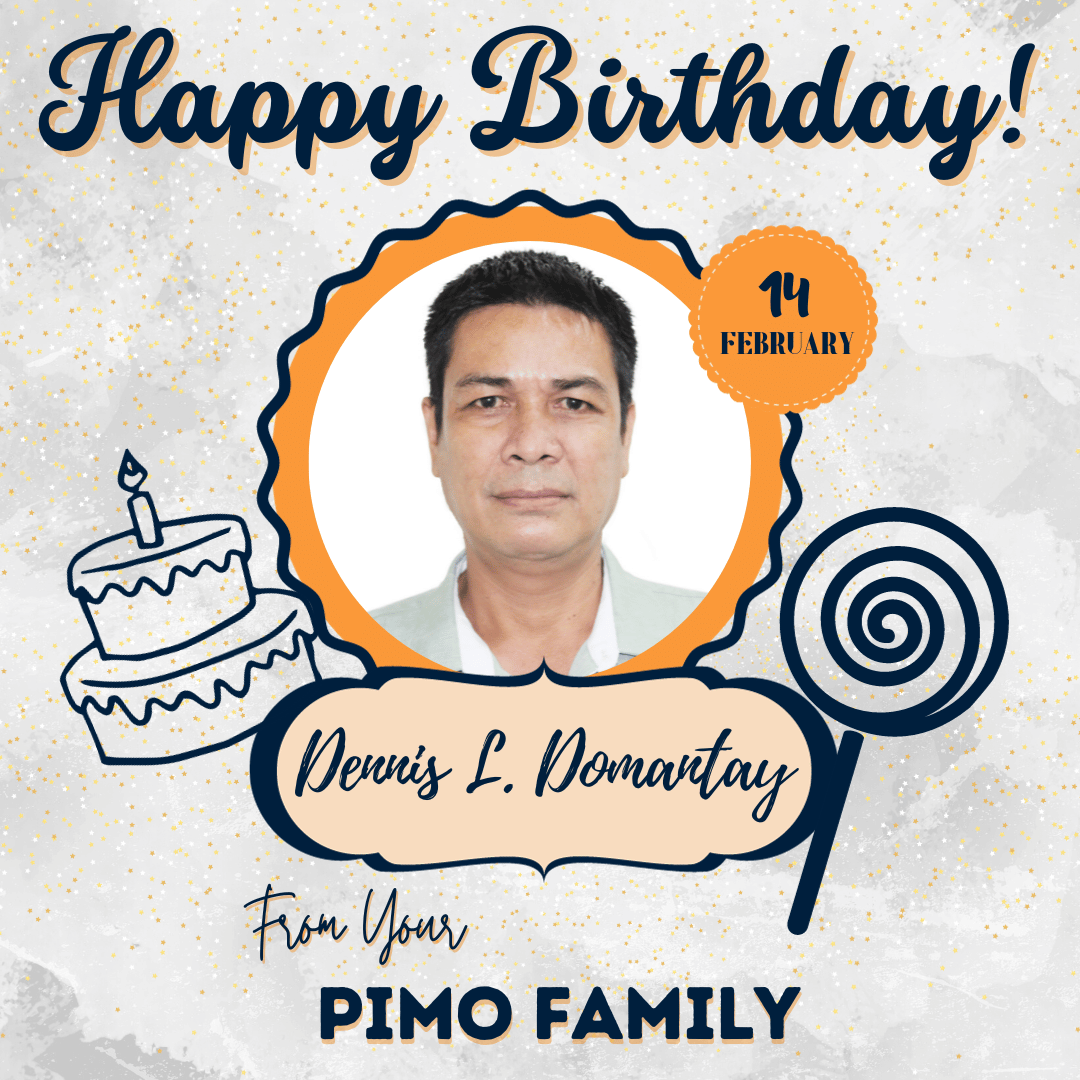 Happy Birthday!
14
FEBRUARY
Dennis L. Domantay
From Your
PIMO FAMILY